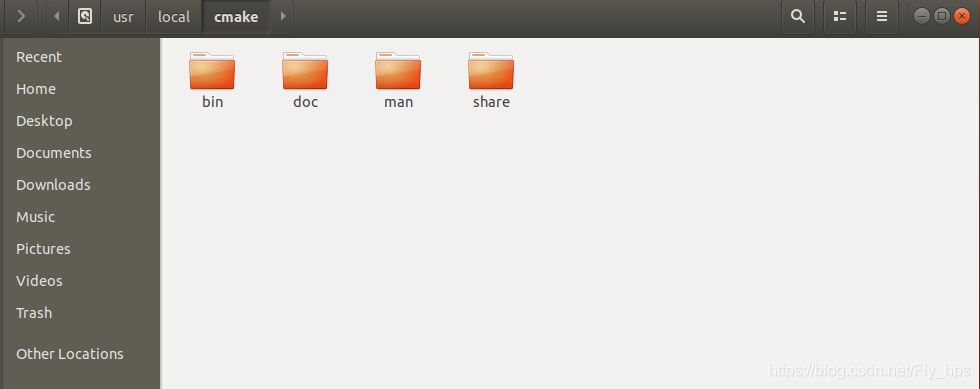 usr local cmake
Recent
Home
Desktop
Documents
Downloads
Music
Pictures
Videos
Trash
Other Locations
bin doc man share
https://blog.csdn.net/Fly_hps